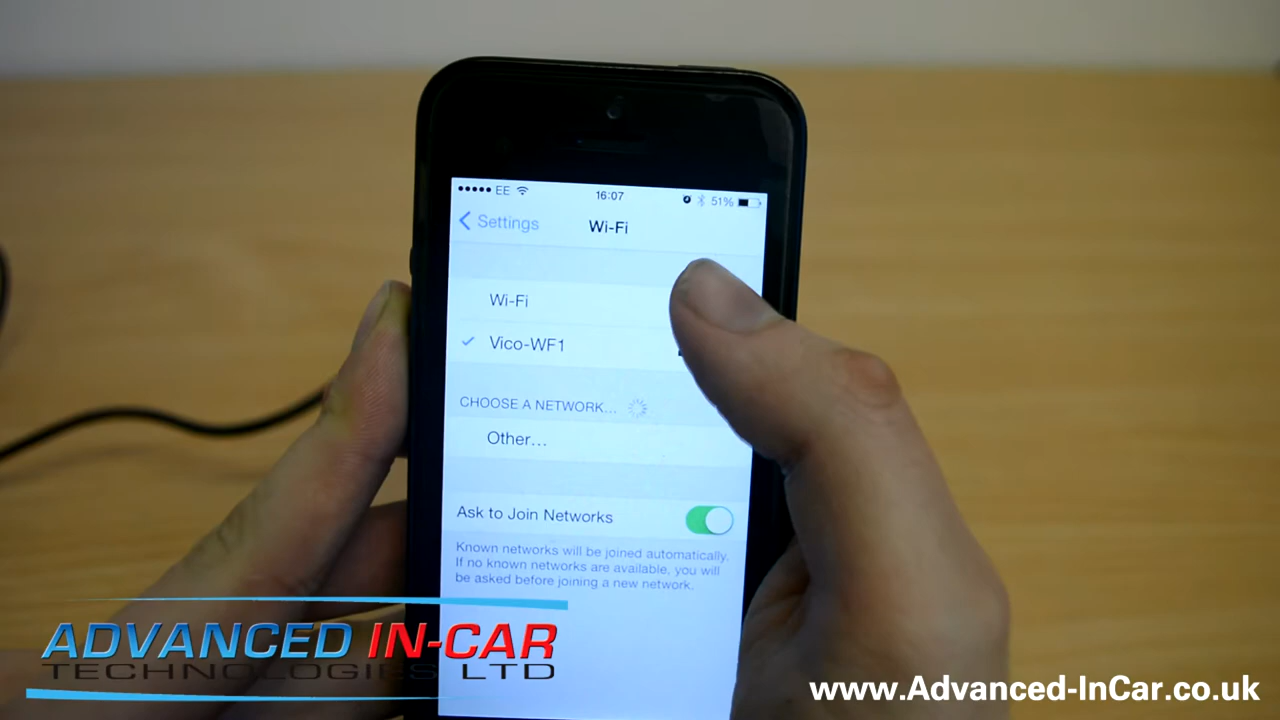 EE 16:07 51%
Settings Wi-Fi
Wi-Fi
Vico-WF1
CHOOSE A NETWORK...
Other...
Ask to Join Networks
Known networks will be joined automatically.
If no known networks are available, you will
be asked before joining a new network.
ADVANCED IN-CAR
TECHNOLOGIES LTD
www.Advanced-InCar.co.uk